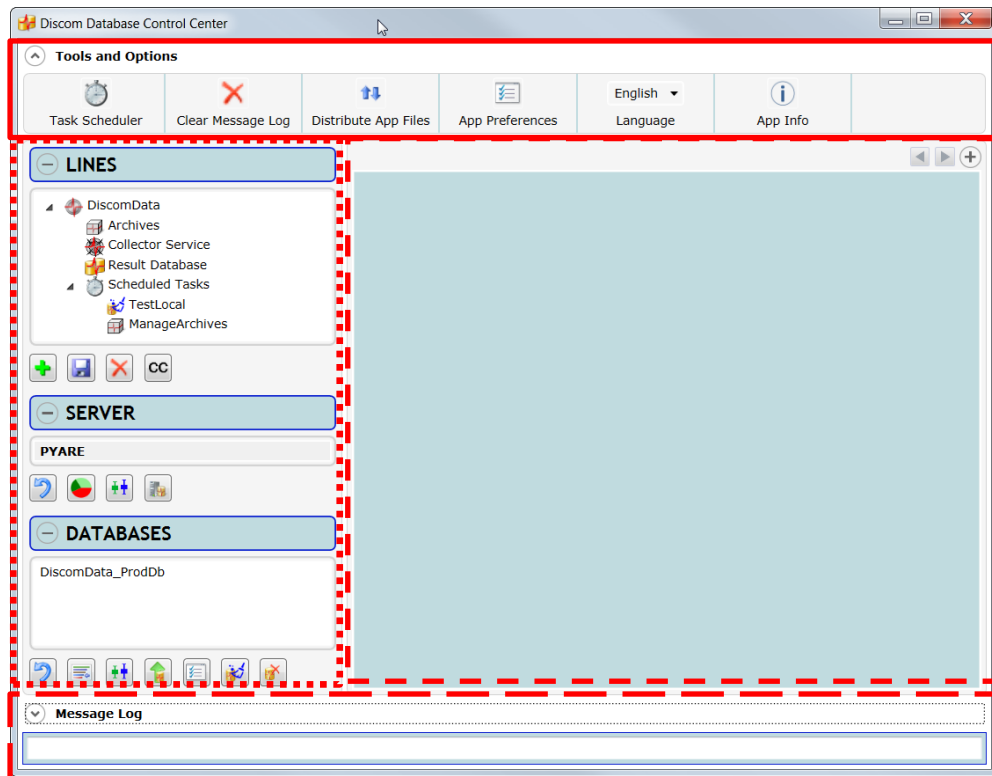 Discom Database Control Center
Tools and Options
Task Scheduler
Clear Message Log
Distribute App Files
App Preferences
English
Language
App Info
LINES
DiscomData
Archives
Collector Service
Result Database
Scheduled Tasks
TestLocal
ManageArchives
CC
SERVER
PYARE
DATABASES
DiscomData_ProdDb
Message Log